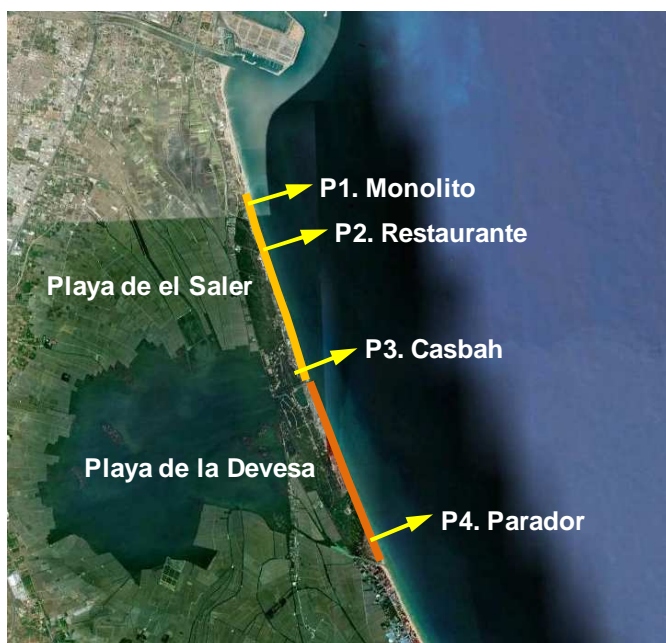 P1. Monolito
P2. Restaurante
Playa de el Saler
P3. Casbah
Playa de la Devesa
P4. Parador